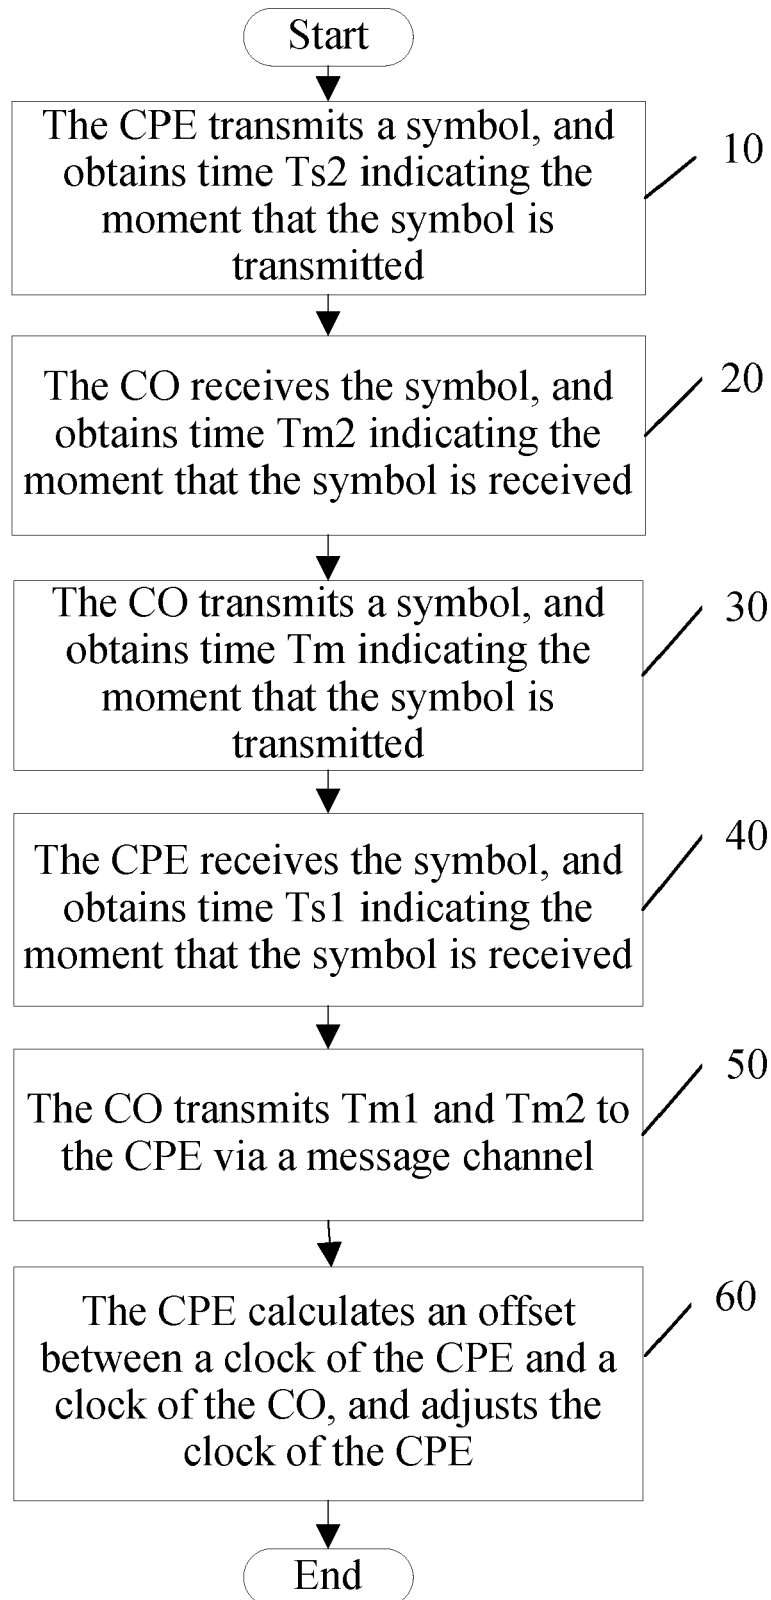 Start
The CPE transmits a symbol, and
obtains time Ts2 indicating the
moment that the symbol is
transmitted
10
The CO receives the symbol, and
obtains time Tm2 indicating the
moment that the symbol is received
20
The CO transmits a symbol, and
obtains time Tm indicating the
moment that the symbol is
transmitted
30
The CPE receives the symbol, and
obtains time Ts1 indicating the
moment that the symbol is received
40
The CO transmits Tm1 and Tm2 to
the CPE via a message channel
50
The CPE calculates an offset
between a clock of the CPE and a
clock of the CO, and adjusts the
clock of the CPE
60
End